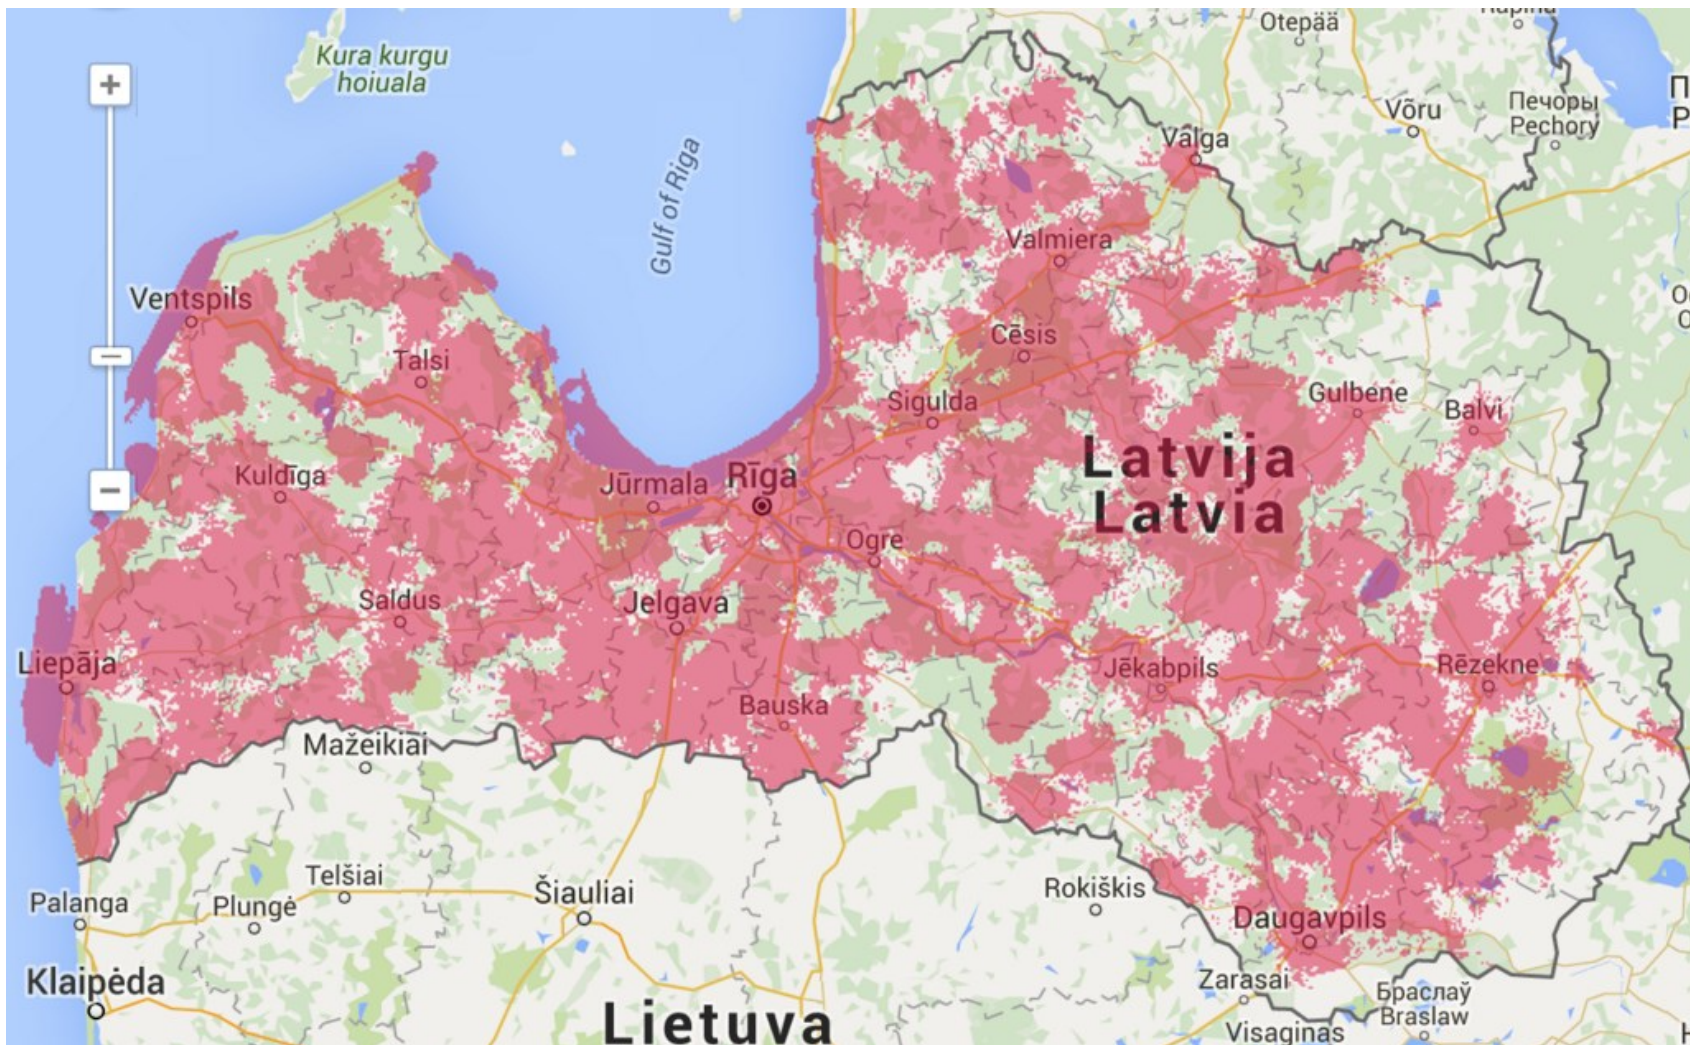 Otepää
Kura kurgu
hoiuala
Võru
Печоры
Pechory
Valga
Gulf of Riga
Valmiera
Ventspils
Cēsis
Talsi
Sigulda
Gulbene
Balvi
Latvija
Latvia
Kuldīga
Jūrmala
Rīga
Ogre
Saldus
Jelgava
Liepāja
Jēkabpils
Rēzekne
Bauska
Mažeikiai
Telšiai
Šiauliai
Rokiškis
Palanga
Plungė
Daugavpils
Klaipėda
Zarasai
Браслаў
Braslaw
Lietuva
Visaginas